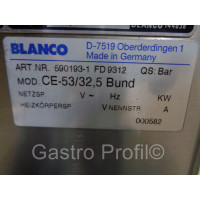 BLANCO
D-7519 Oberderdingen 1
Made in Germany
ART NR. 590193-1 FD 9312 QS: Bar
MOD. CE-53/32,5 Bund
NETZSP. V ~ Hz KW
HEIZKÖRPERSP. V NENNSTR. A
000582
Gastro Profil©